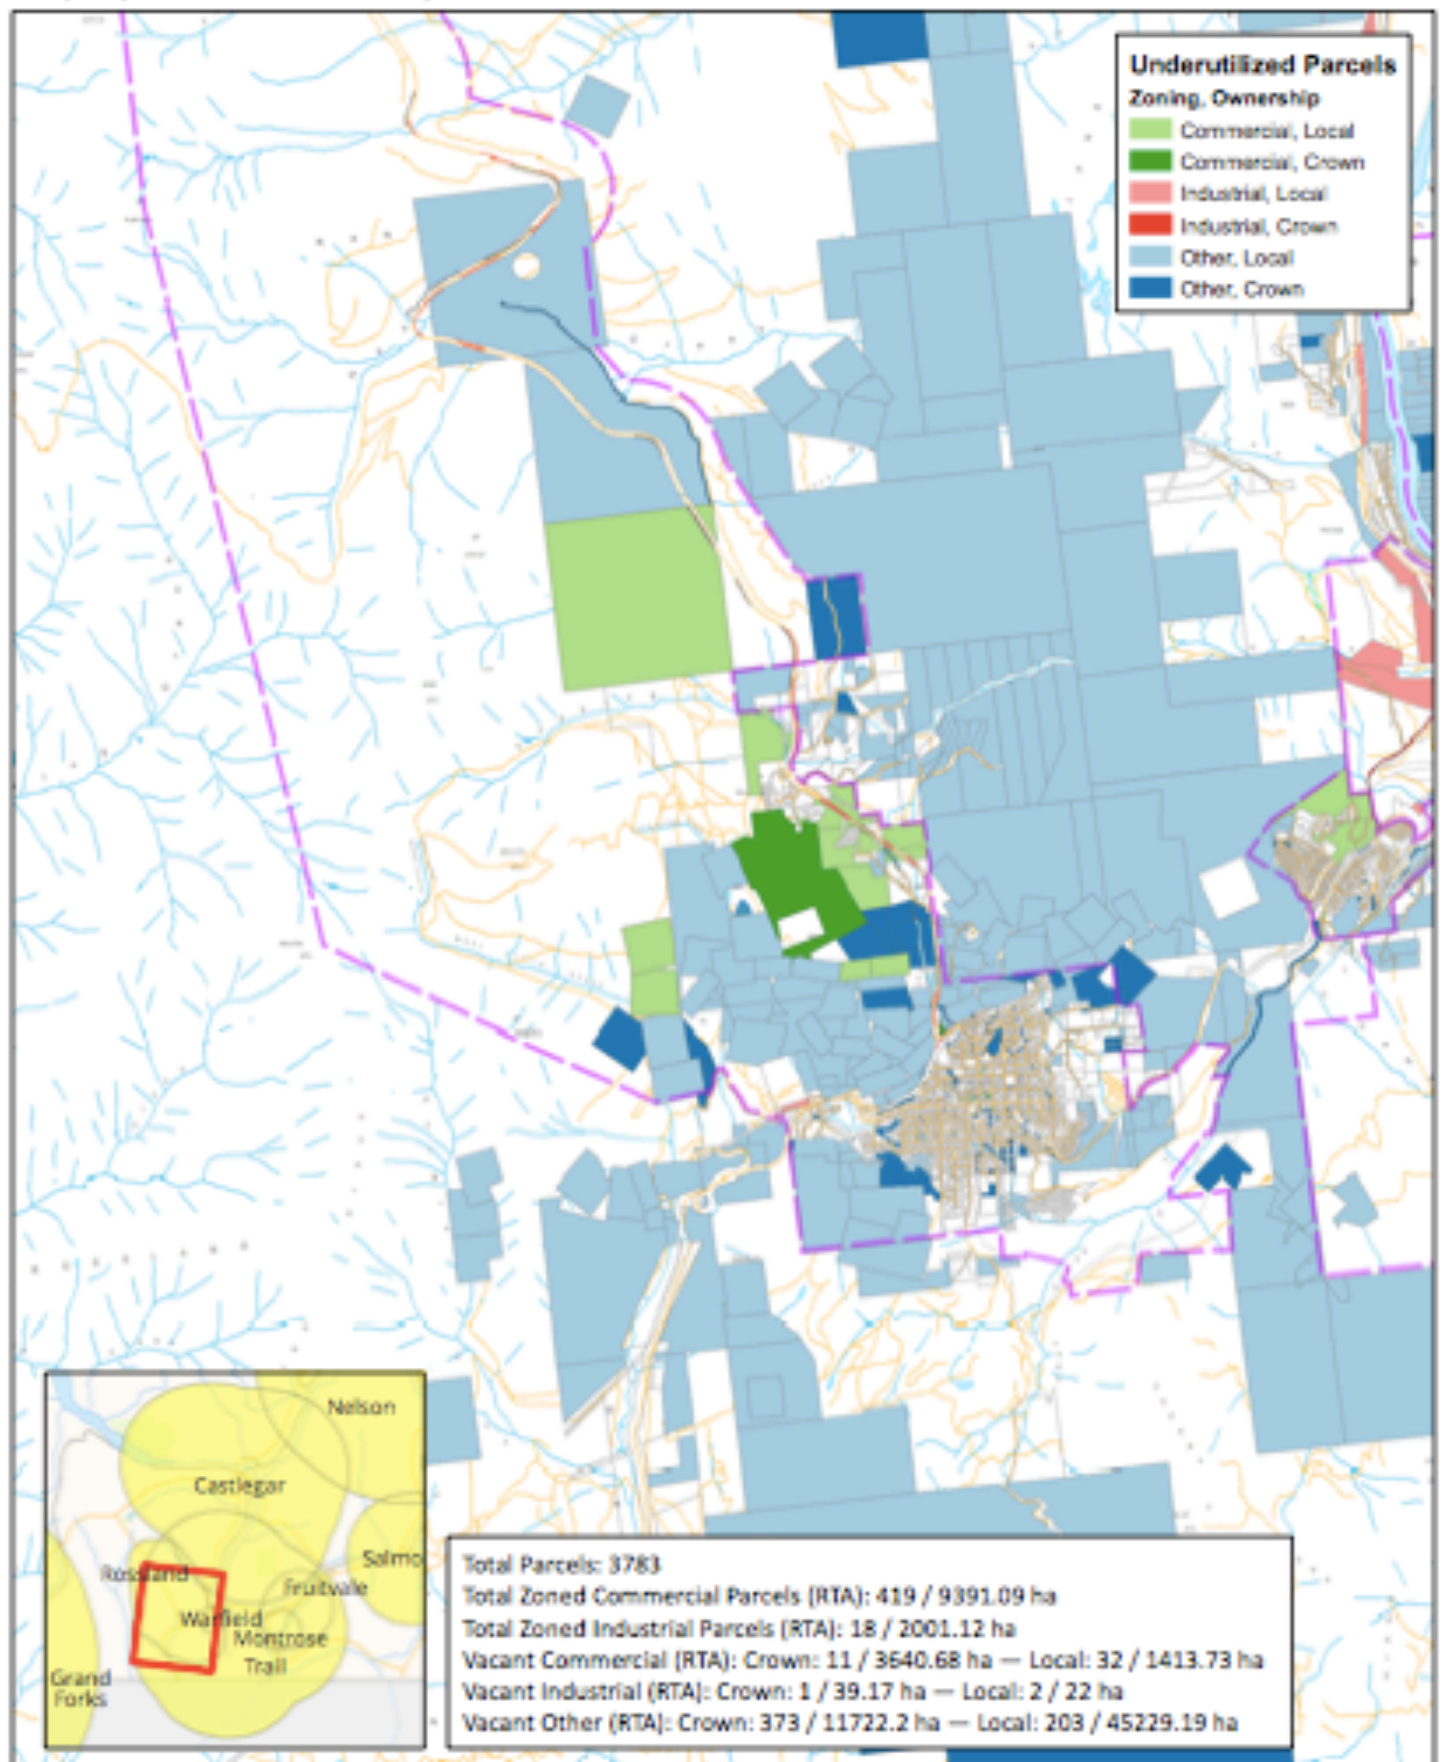 Underutilized Parcels
Zoning, Ownership
Commercial, Local
Commercial, Crown
Industrial, Local
Industrial, Crown
Other, Local
Other, Crown
Nelson
Castlegar
Rossland
Salmo
Fruitvale
Warfield
Montrose
Trail
Grand
Forks
Total Parcels: 3783
Total Zoned Commercial Parcels (RTA): 419 / 9391.09 ha
Total Zoned Industrial Parcels (RTA): 18 / 2001.12 ha
Vacant Commercial (RTA): Crown: 11 / 3640.68 ha — Local: 32 / 1413.73 ha
Vacant Industrial (RTA): Crown: 1 / 39.17 ha — Local: 2 / 22 ha
Vacant Other (RTA): Crown: 373 / 11722.2 ha — Local: 203 / 45229.19 ha